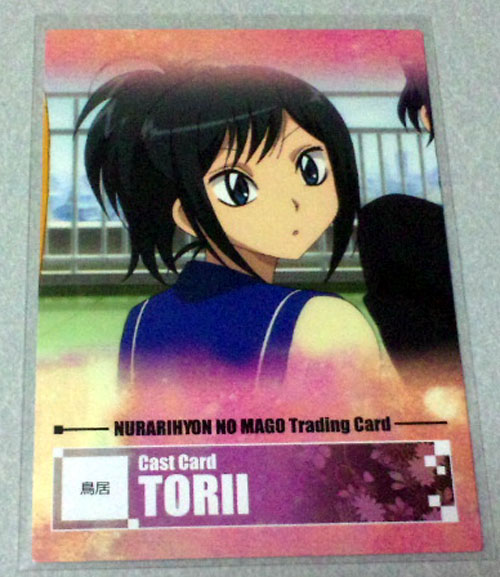 NURARIHYON NO MAGO Trading Card
鳥居
Cast Card
TORII